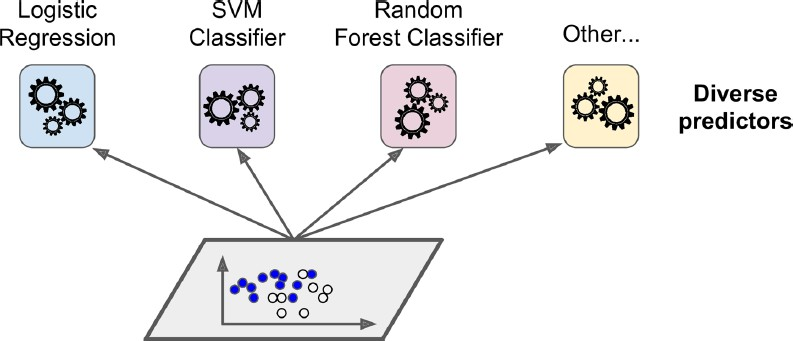 Logistic
Regression
SVM
Classifier
Random
Forest Classifier
Other...
Diverse
predictors